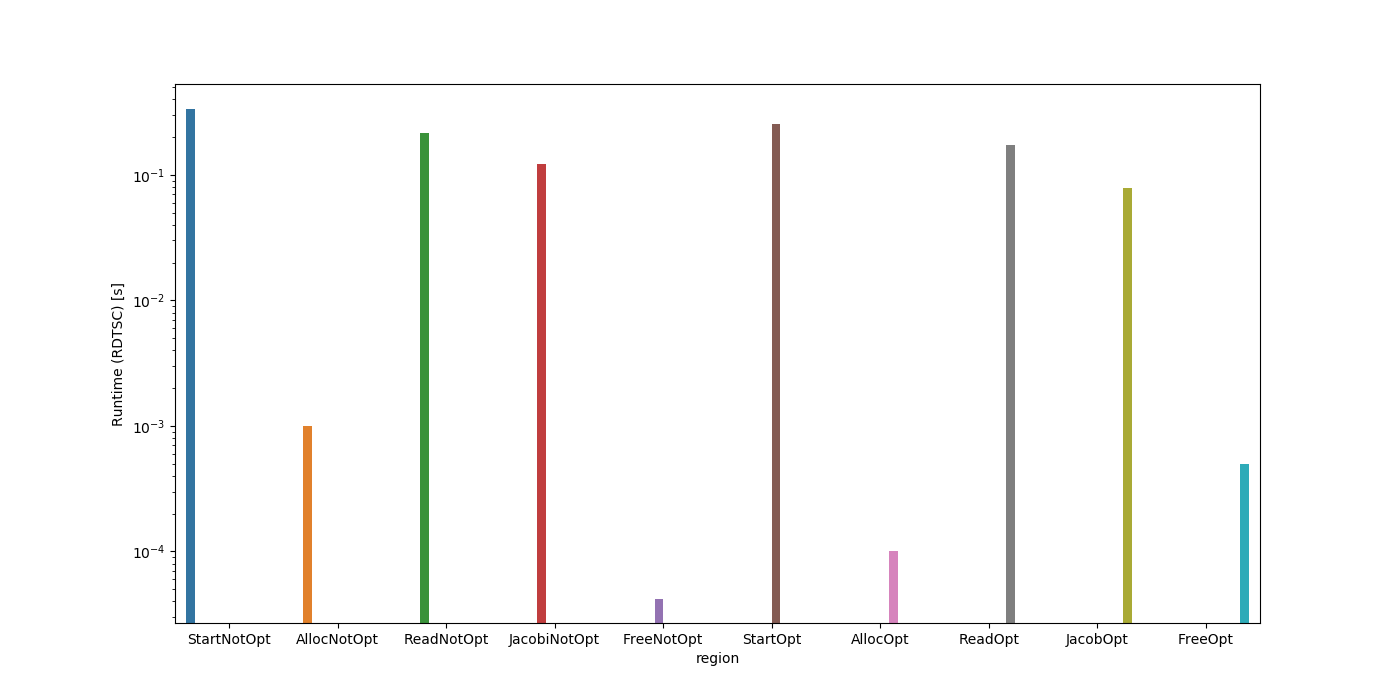 Runtime (RDTSC) [s]
10⁻¹
10⁻²
10⁻³
10⁻⁴
StartNotOpt AllocNotOpt ReadNotOpt JacobiNotOpt FreeNotOpt StartOpt AllocOpt ReadOpt JacobOpt FreeOpt
region